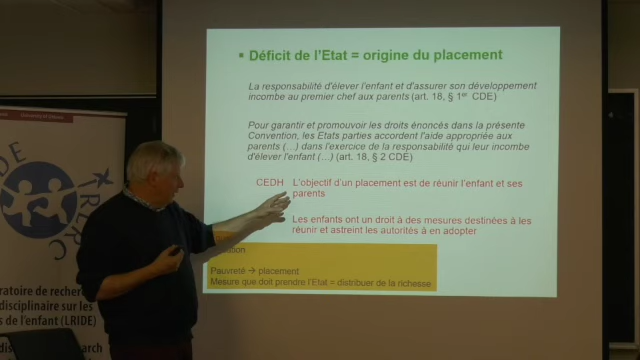 ▪ Déficit de l'Etat = origine du placement
La responsabilité d'élever l'enfant et d'assurer son développement
incombe au premier chef aux parents (art. 18, § 1er CDE)
Pour garantir et promouvoir les droits énoncés dans la présente
Convention, les Etats parties accordent l'aide appropriée aux
parents (…) dans l'exercice de la responsabilité qui leur incombe
d'élever l'enfant (…) (art. 18, § 2 CDE)
CEDH L'objectif d'un placement est de réunir l'enfant et ses
parents
Les enfants ont un droit à des mesures destinées à les
réunir et astreint les autorités à en adopter
Pauvreté → placement
Mesure que doit prendre l'Etat = distribuer de la richesse
IDE
IRCRC
ratoire de recher
disciplinaire sur les
s de l'enfant (LRIDE)